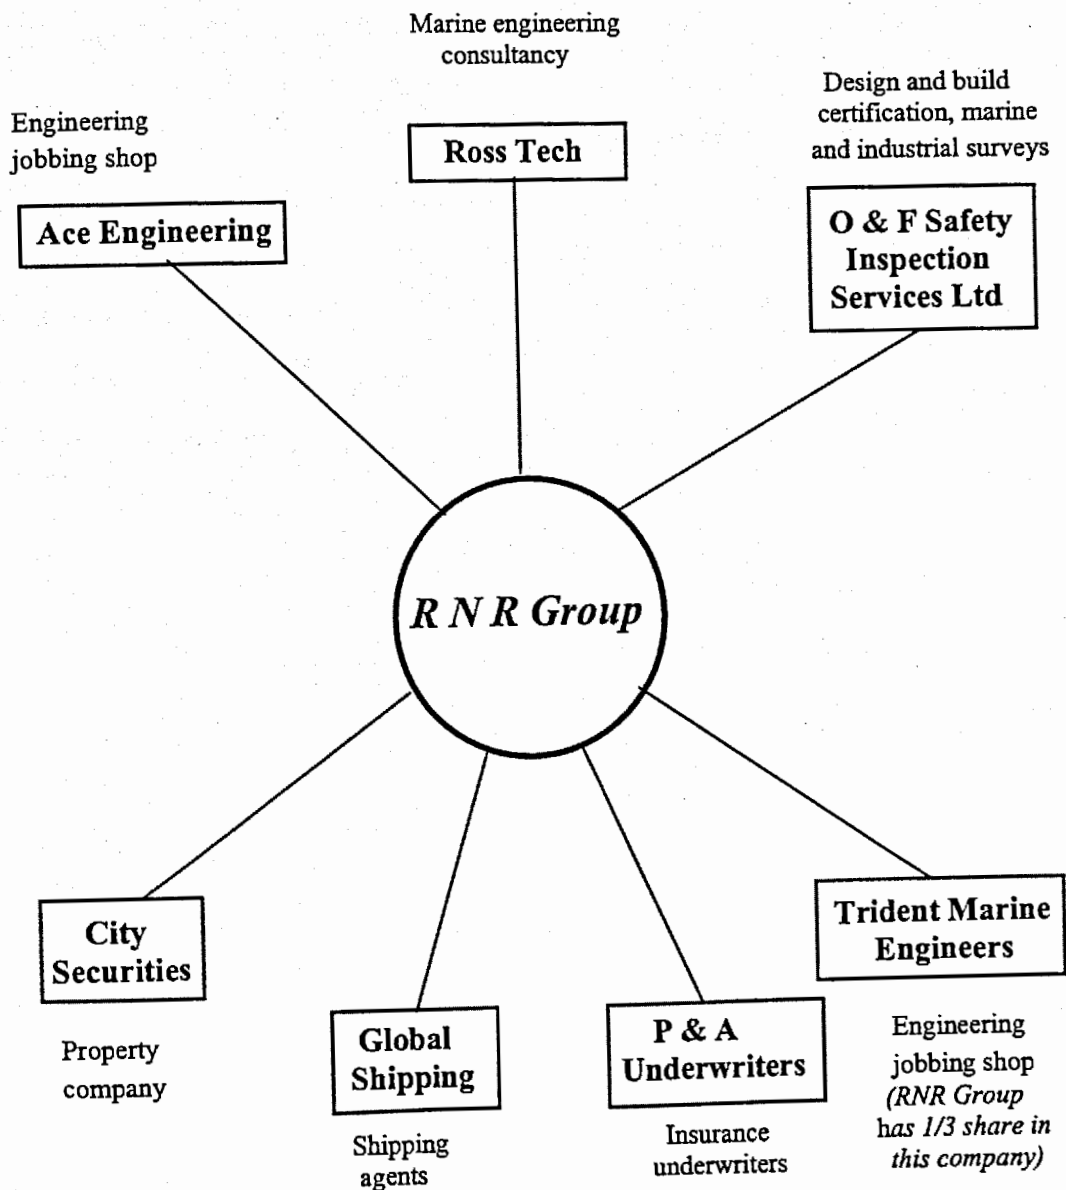 Marine engineering
consultancy
Ross Tech
Design and build
certification, marine
and industrial surveys
O & F Safety
Inspection
Services Ltd
Engineering
jobbing shop
Ace Engineering
R N R Group
City
Securities
Property
company
Global
Shipping
Shipping
agents
P & A
Underwriters
Insurance
underwriters
Trident Marine
Engineers
Engineering
jobbing shop
(RNR Group
has 1/3 share in
this company)